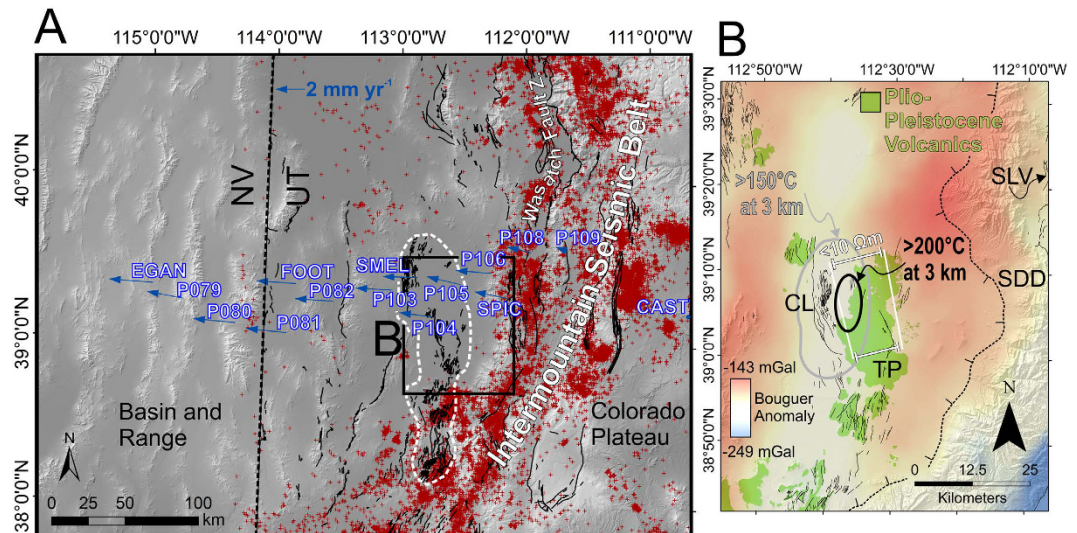 A
115°0'0"W
114°0'0"W
113°0'0"W
112°0'0"W
111°0'0"W
40°0'0"N
39°0'0"N
38°0'0"N
2 mm yr⁻¹
NV
UT
Wasatch Fault Z.
Intermountain Seismic Belt
EGAN
P079
P080
P081
FOOT
P082
SMEL
P103
P104
P105
P106
SPIC
P108
P109
CAST
B
Basin and
Range
Colorado
Plateau
N
0 25 50 100
km
B
112°50'0"W
112°30'0"W
112°10'0"W
39°30'0"N
39°20'0"N
39°10'0"N
39°0'0"N
38°50'0"N
Plio-
Pleistocene
Volcanics
>150°C
at 3 km
<10 Ωm
>200°C
at 3 km
SLV
SDD
CL
TP
-143 mGal
Bouguer
Anomaly
-249 mGal
N
0 12.5 25
Kilometers